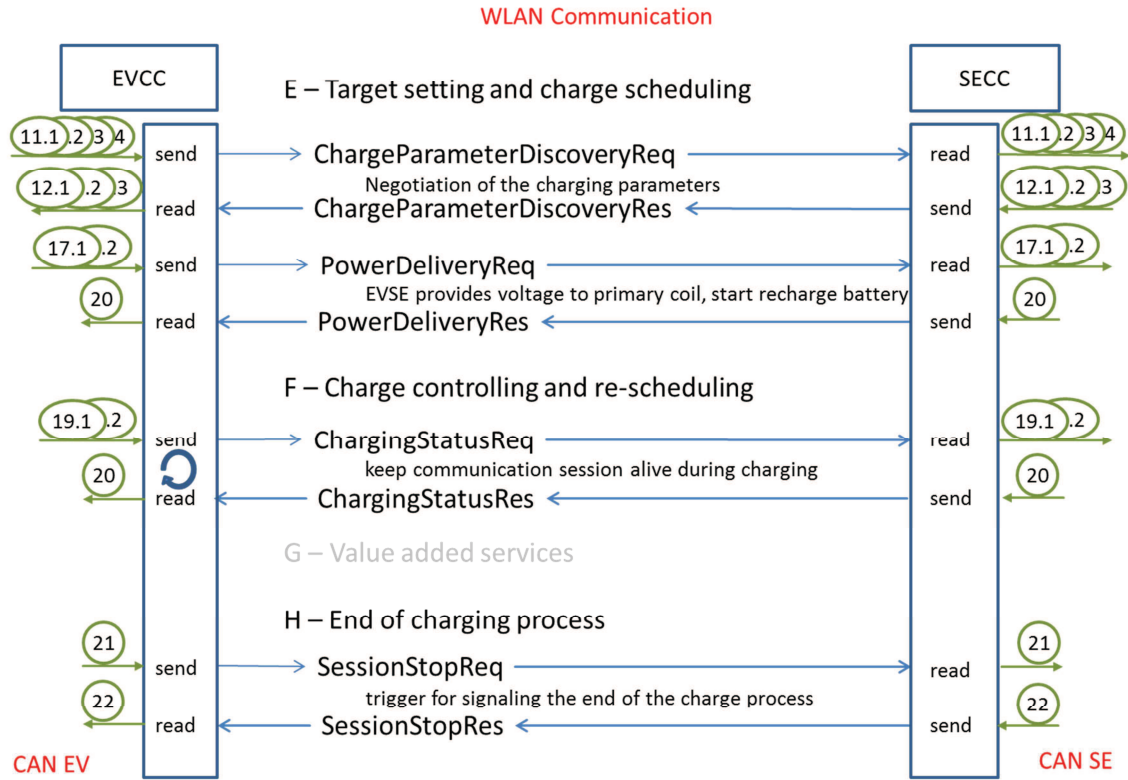 WLAN Communication
EVCC
SECC
E – Target setting and charge scheduling
11.1 .2 3 4
send
ChargeParameterDiscoveryReq
read
11.1 .2 3 4
Negotiation of the charging parameters
12.1 .2 3
read
ChargeParameterDiscoveryRes
send
12.1 .2 3
17.1 .2
send
PowerDeliveryReq
read
17.1 .2
EVSE provides voltage to primary coil, start recharge battery
20
read
PowerDeliveryRes
send
20
F – Charge controlling and re-scheduling
19.1 .2
send
ChargingStatusReq
read
19.1 .2
keep communication session alive during charging
20
read
ChargingStatusRes
send
20
G – Value added services
H – End of charging process
21
send
SessionStopReq
read
21
trigger for signaling the end of the charge process
22
read
SessionStopRes
send
22
CAN EV
CAN SE